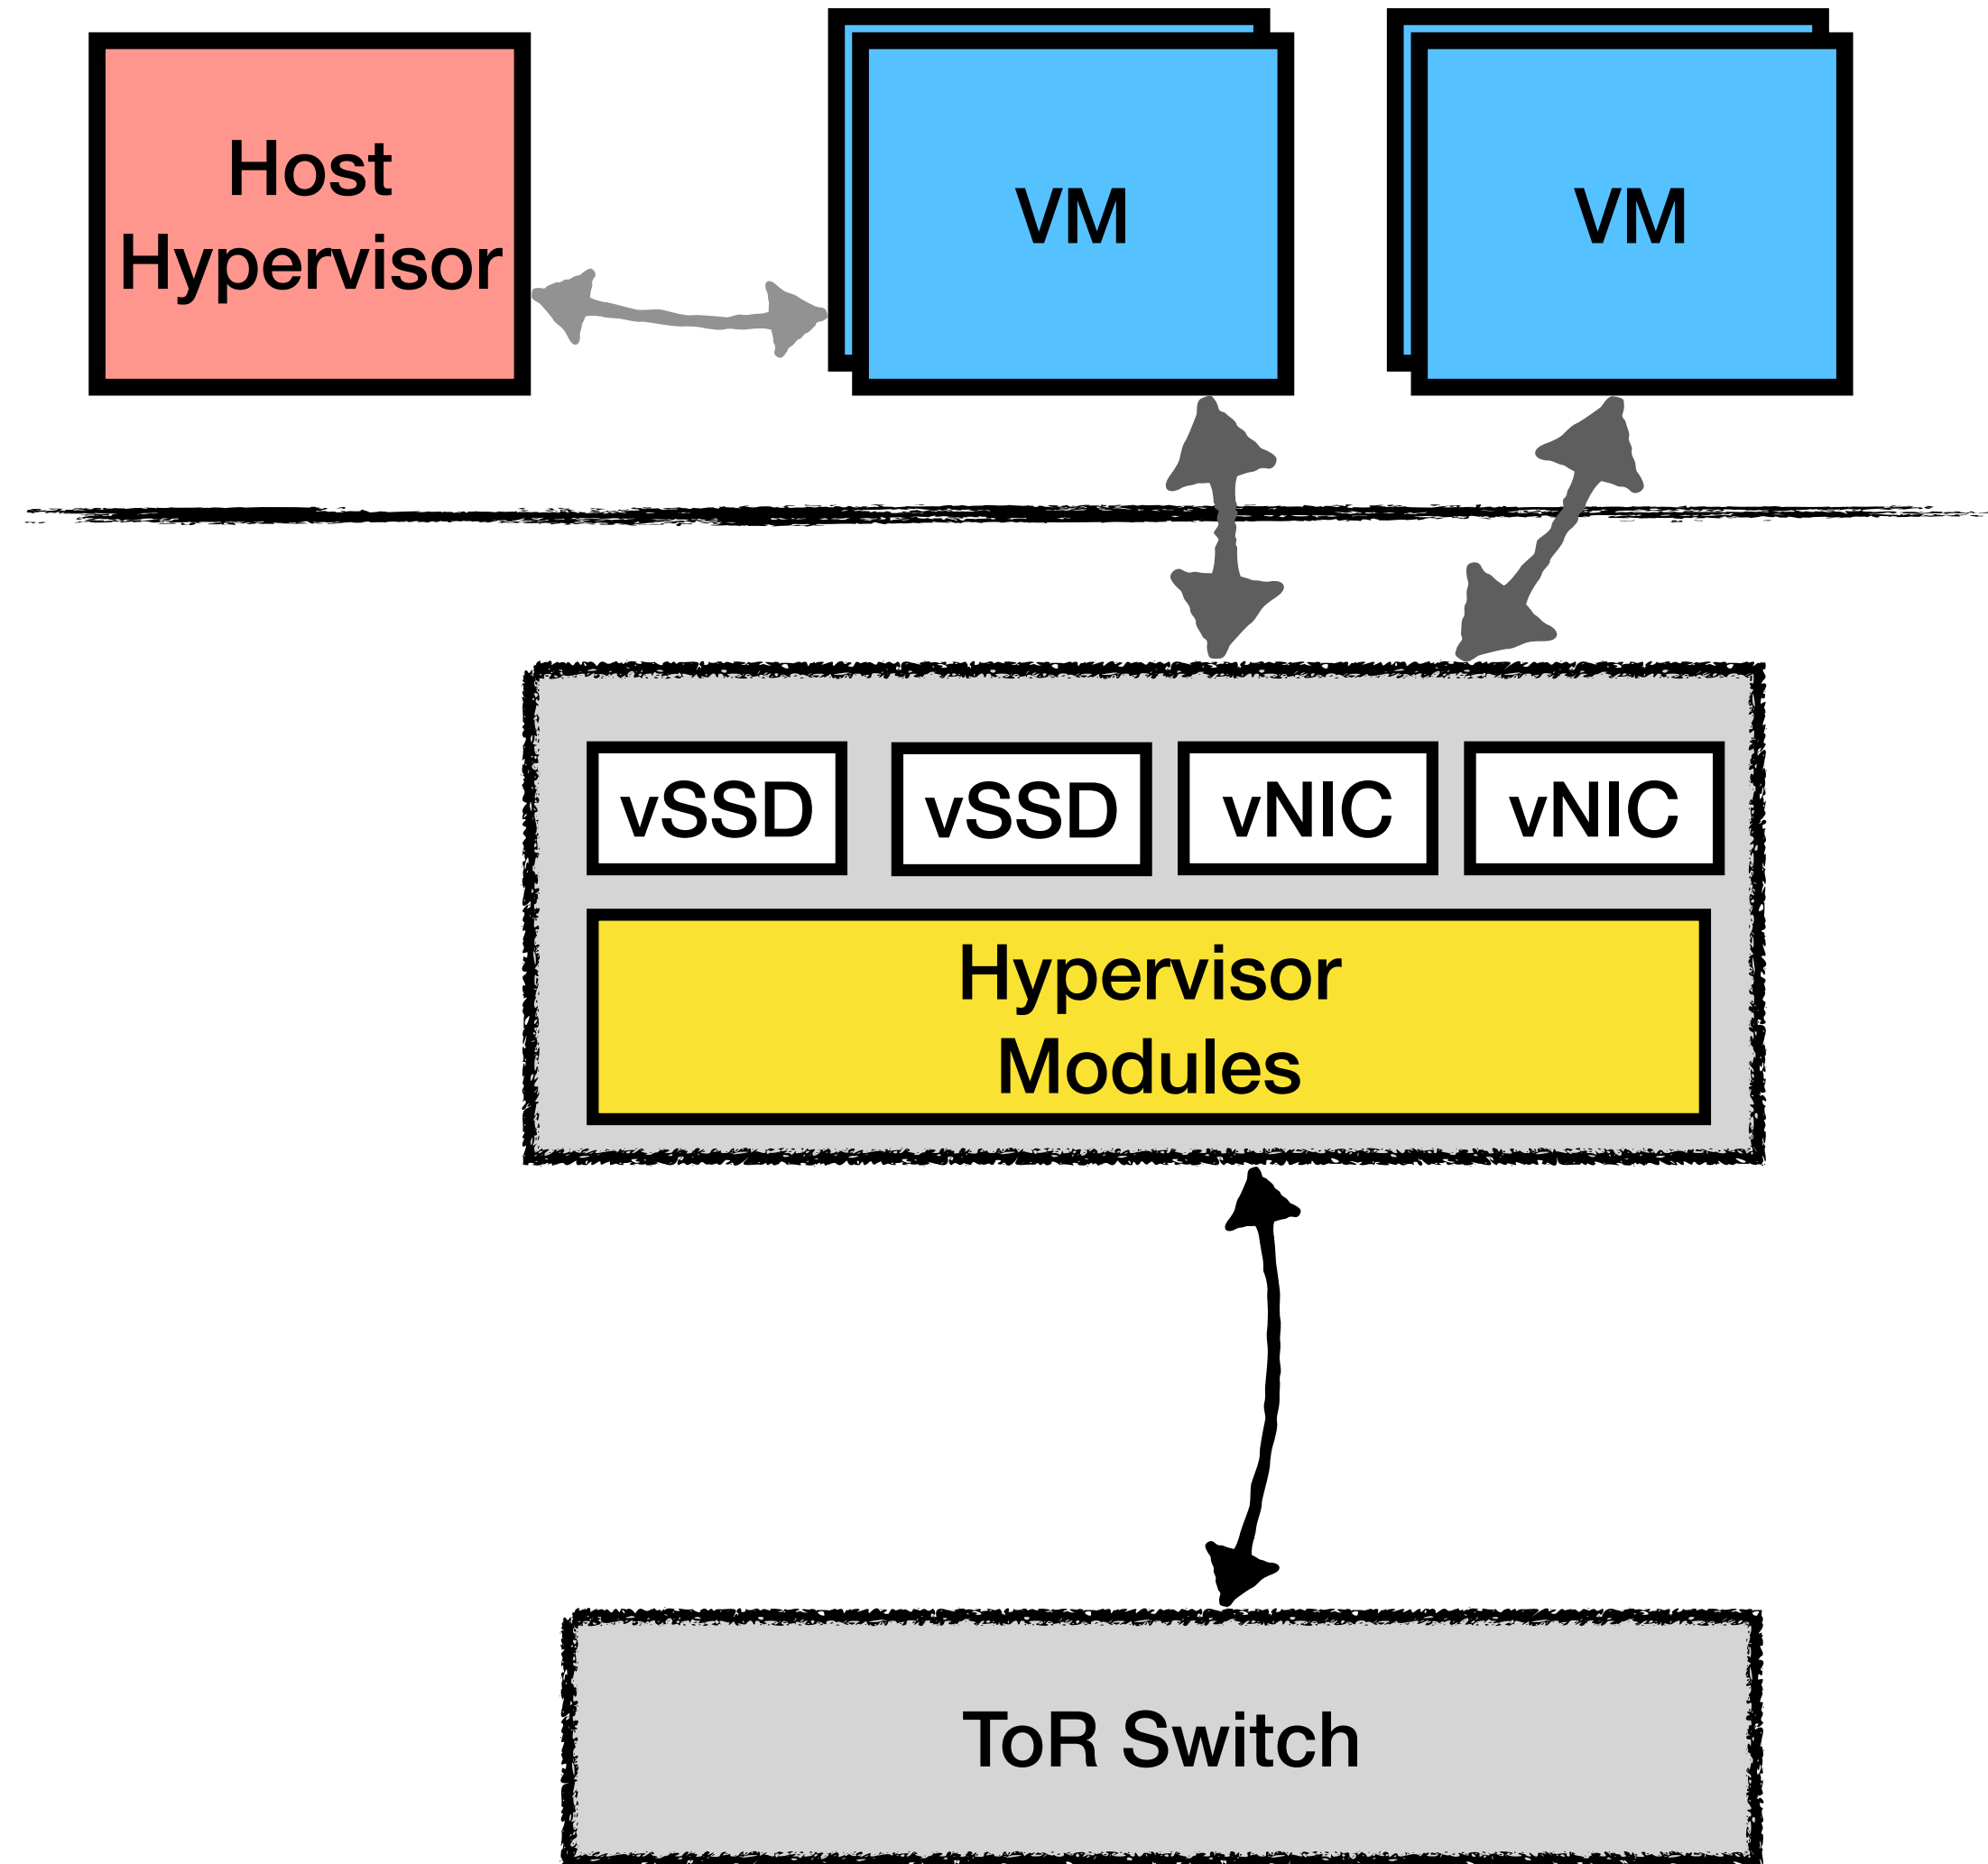 Host
Hypervisor
VM
VM
vSSD
vSSD
vNIC
vNIC
Hypervisor
Modules
ToR Switch